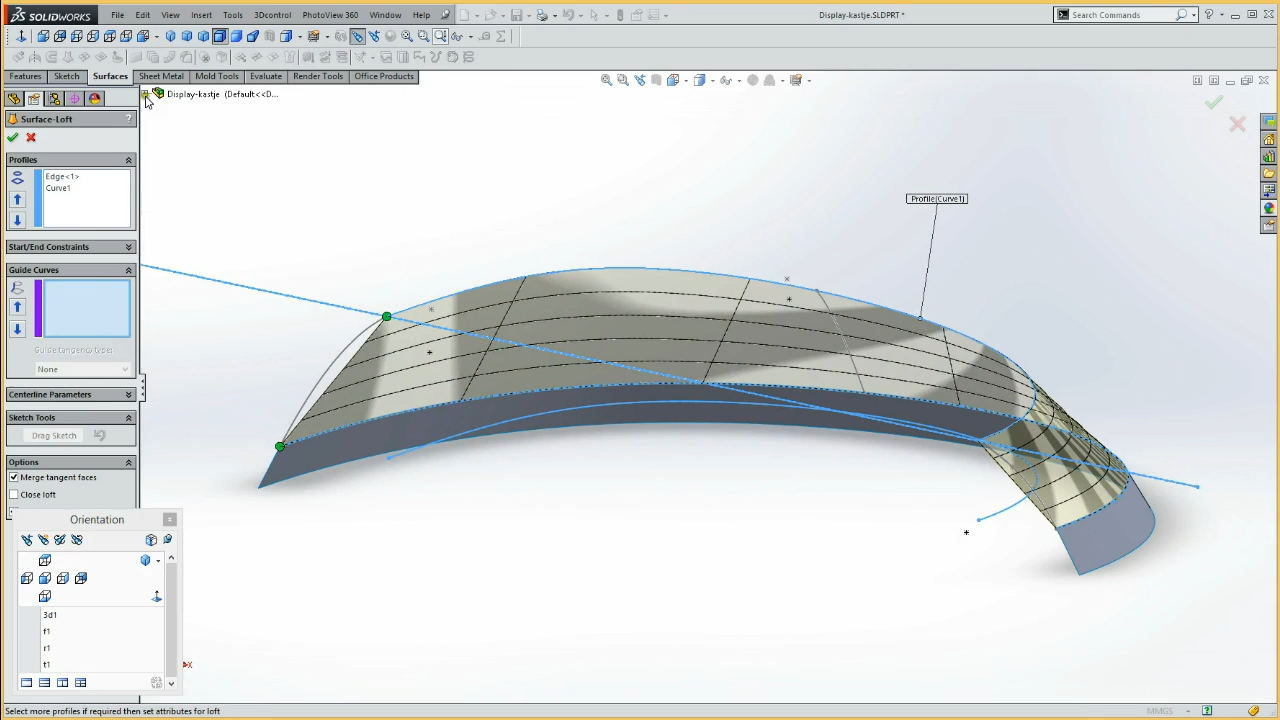 SOLIDWORKS File Edit View Insert Tools 3Dcontrol PhotoView 360 Window Help Display-kastje.SLDPRT * Search Commands
Features Sketch Surfaces Sheet Metal Mold Tools Evaluate Render Tools Office Products
Display-kastje (Default<<D...
Surface-Loft ?
Profiles
Edge<1>
Curve1
Profile(Curve1)
Start/End Constraints
Guide Curves
Guide tangency type:
None
Centerline Parameters
Sketch Tools
Drag Sketch
Options
Merge tangent faces
Close loft
Orientation
3d1
f1
r1
t1
X
Select more profiles if required then set attributes for loft MMGS